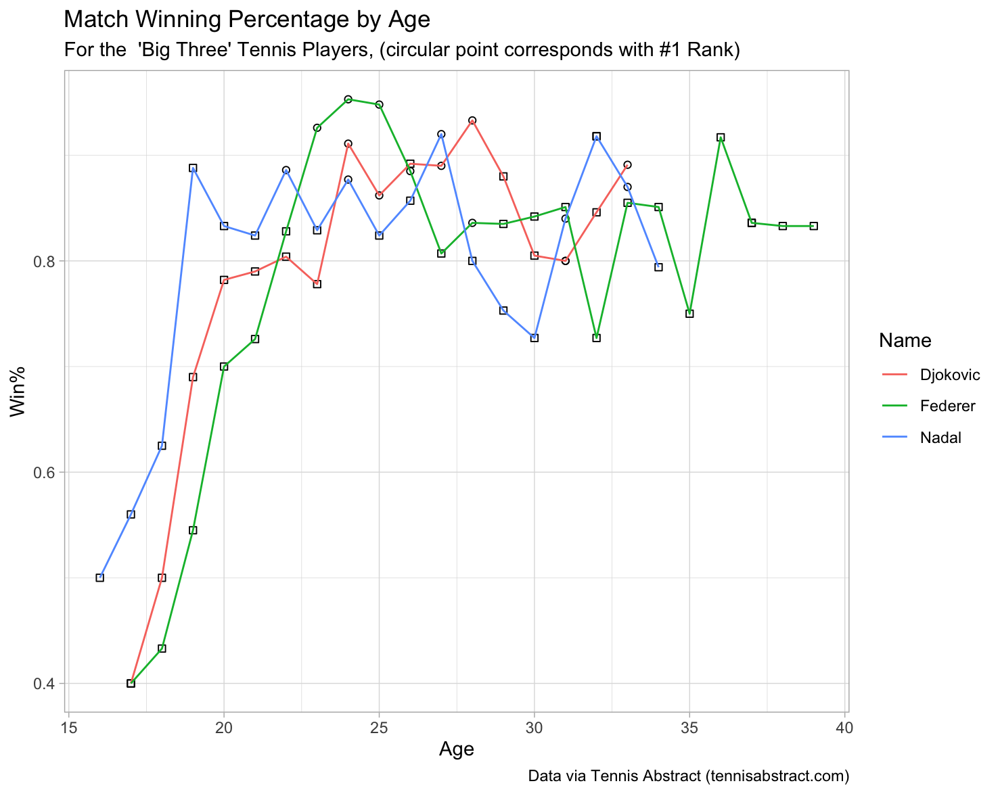 Match Winning Percentage by Age
For the  'Big Three' Tennis Players, (circular point corresponds with #1 Rank)
Win%
0.8
0.6
0.4
15 20 25 30 35 40
Age
Name
Djokovic
Federer
Nadal
Data via Tennis Abstract (tennisabstract.com)